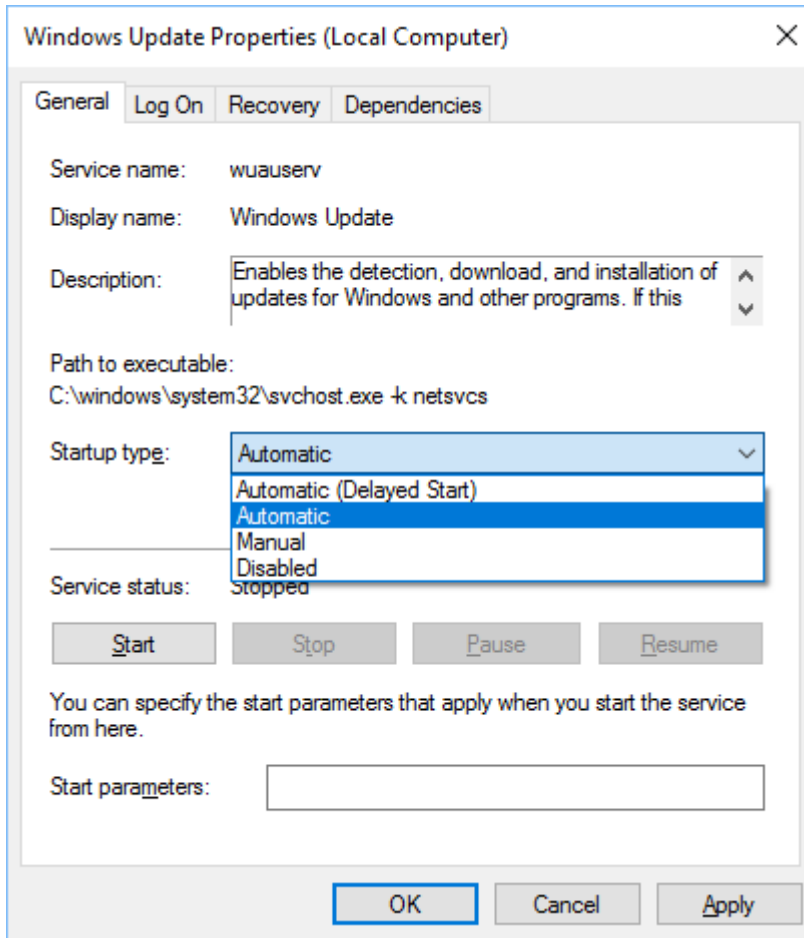 Windows Update Properties (Local Computer)
General Log On Recovery Dependencies
Service name: wuauserv
Display name: Windows Update
Description: Enables the detection, download, and installation of
updates for Windows and other programs. If this
Path to executable:
C:\windows\system32\svchost.exe -k netsvcs
Startup type: Automatic
Automatic (Delayed Start)
Automatic
Manual
Disabled
Service status: Stopped
Start Stop Pause Resume
You can specify the start parameters that apply when you start the service
from here.
Start parameters:
OK Cancel Apply